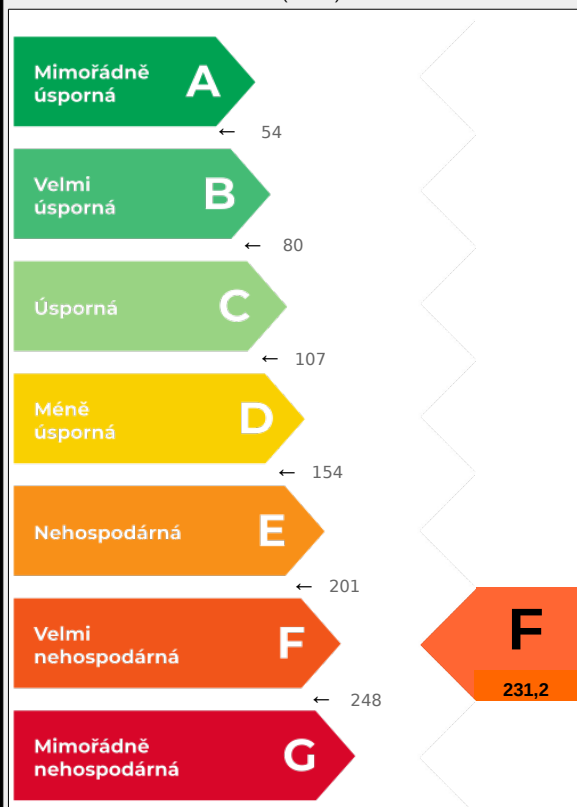 Mimořádně
úsporná
A
← 54
Velmi
úsporná
B
← 80
Úsporná
C
← 107
Méně
úsporná
D
← 154
Nehospodárná
E
← 201
Velmi
nehospodárná
F
F
231,2
← 248
Mimořádně
nehospodárná
G